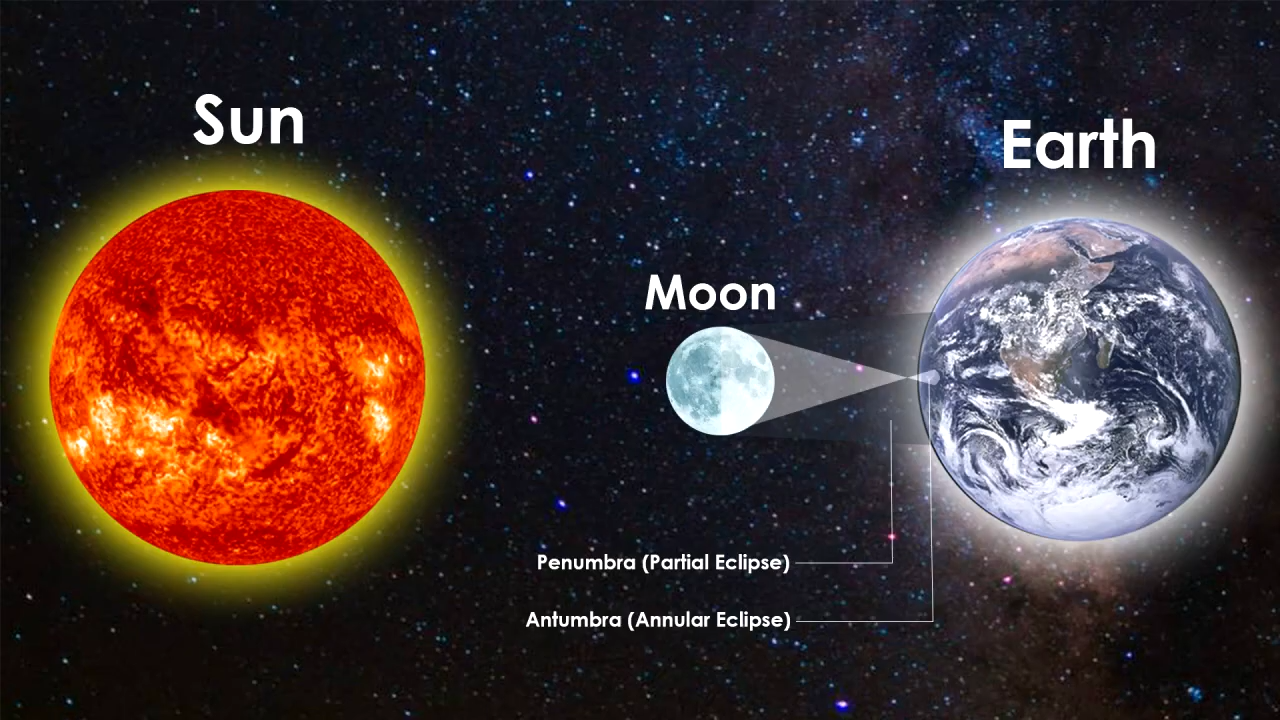 Sun
Earth
Moon
Penumbra (Partial Eclipse)
Antumbra (Annular Eclipse)